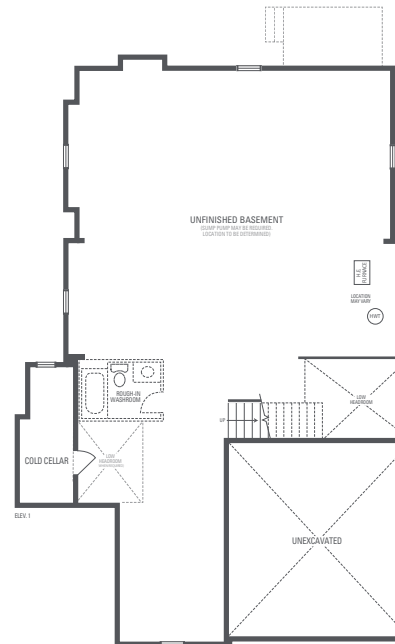 UNFINISHED BASEMENT
(SUMP PUMP MAY BE REQUIRED.
LOCATION TO BE DETERMINED)
H.E.
FURNACE
LOCATION
MAY VARY
HWT
ROUGH-IN
WASHROOM
LOW
HEADROOM
UP
COLD CELLAR
LOW
HEADROOM
ELEV. 1
UNEXCAVATED